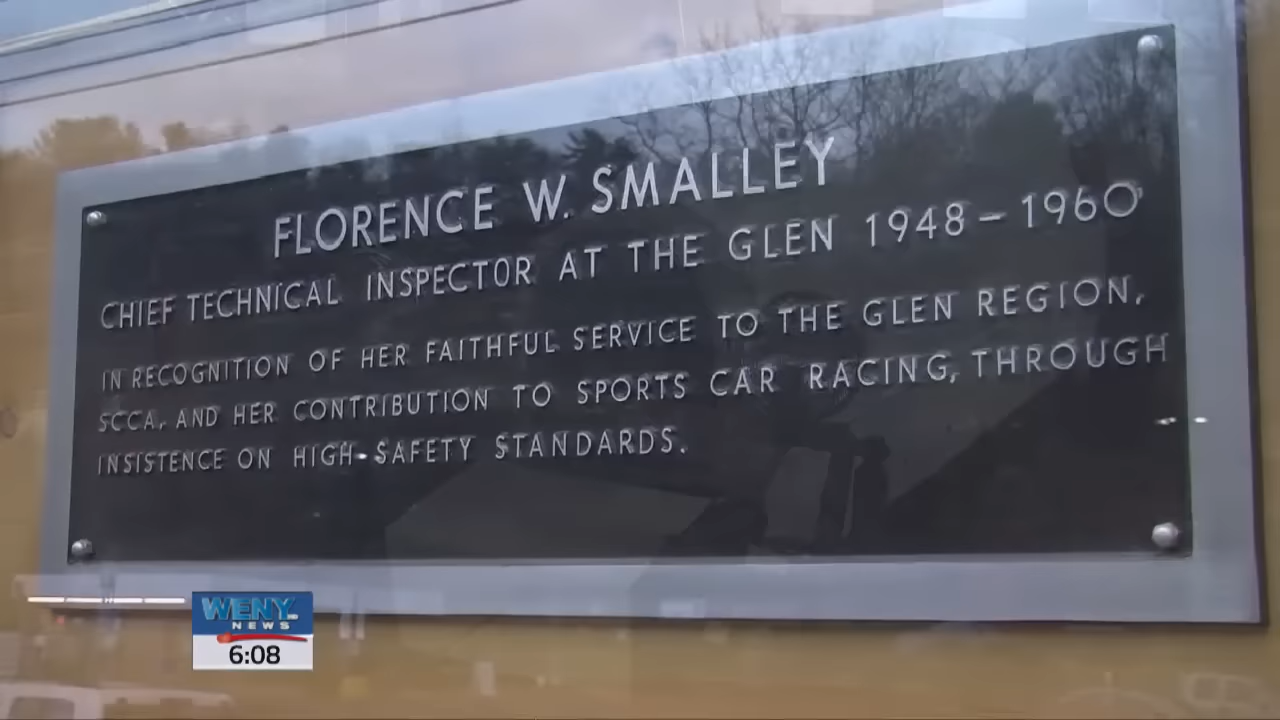 FLORENCE W. SMALLEY
CHIEF TECHNICAL INSPECTOR AT THE GLEN 1948 – 1960
IN RECOGNITION OF HER FAITHFUL SERVICE TO THE GLEN REGION,
SCCA, AND HER CONTRIBUTION TO SPORTS CAR RACING, THROUGH
INSISTENCE ON HIGH-SAFETY STANDARDS.
WENY
NEWS
6:08